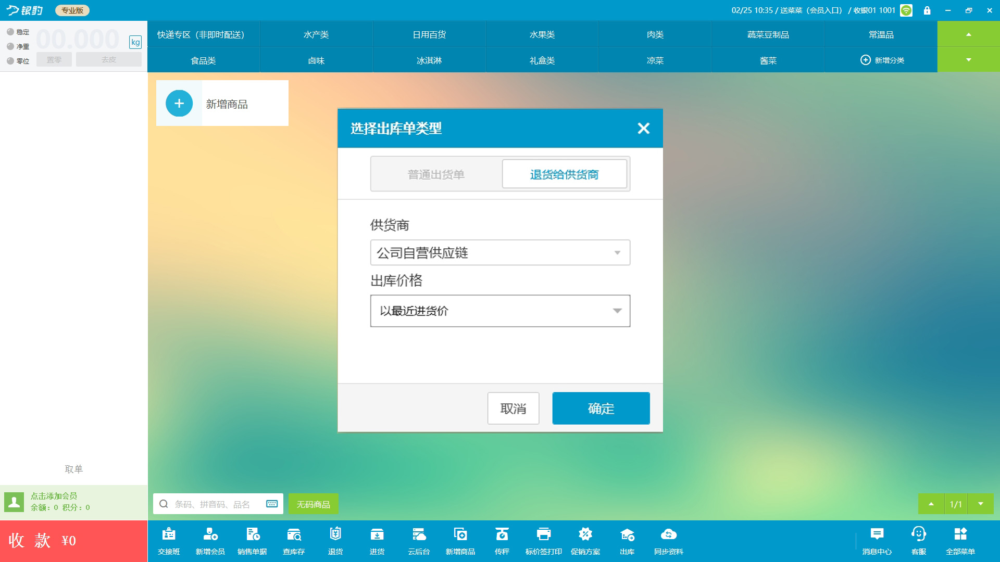 银豹 专业版 02/25 10:35 / 送菜菜（会员入口） / 收银01 1001
稳定 00.000 kg
净重
零位 置零 去皮
快递专区（非即时配送） 水产类 日用百货 水果类 肉类 蔬菜豆制品 常温品
食品类 卤味 冰淇淋 礼盒类 凉菜 酱菜 新增分类
新增商品
选择出库单类型
普通出货单 退货给供货商
供货商
公司自营供应链
出库价格
以最近进货价
取消 确定
取单
点击添加会员
余额：0 积分：0
条码、拼音码、品名 无码商品 1/1
收 款 ¥0
交接班 新增会员 销售单据 查库存 退货 进货 云后台 新增商品 传秤 标价签打印 促销方案 出库 同步资料 消息中心 客服 全部菜单